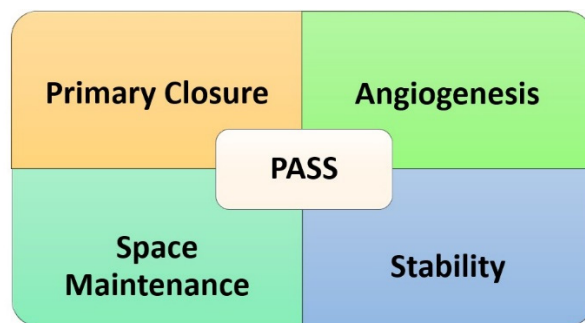 Primary Closure
Angiogenesis
PASS
Space
Maintenance
Stability